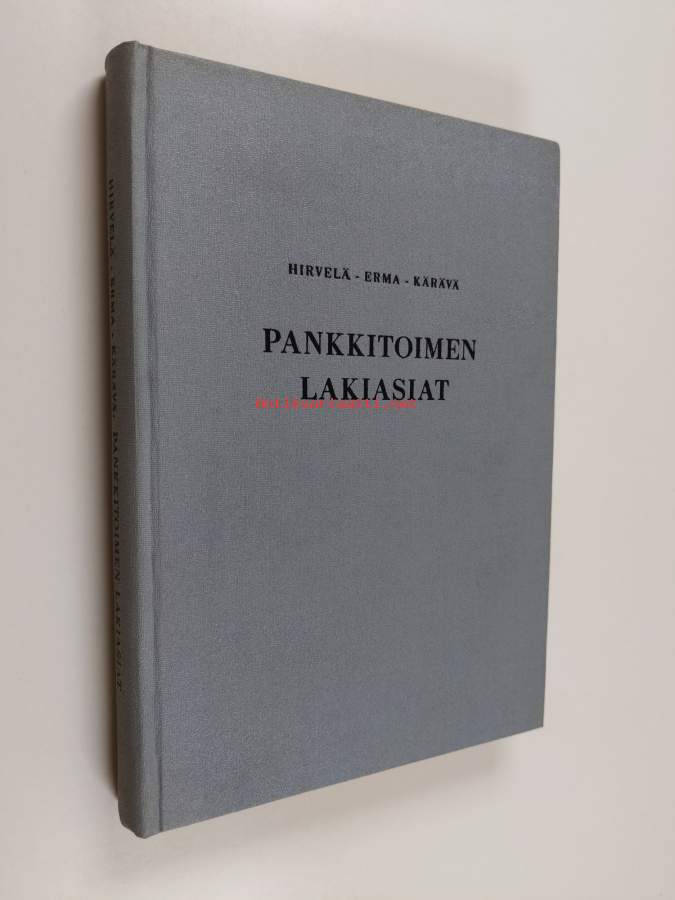 HIRVELÄ - ERMA - KÄRÄVÄ
PANKKITOIMEN
LAKIASIAT
HIRVELÄ - ERMA - KÄRÄVÄ: PANKKITOIMEN LAKIASIAT